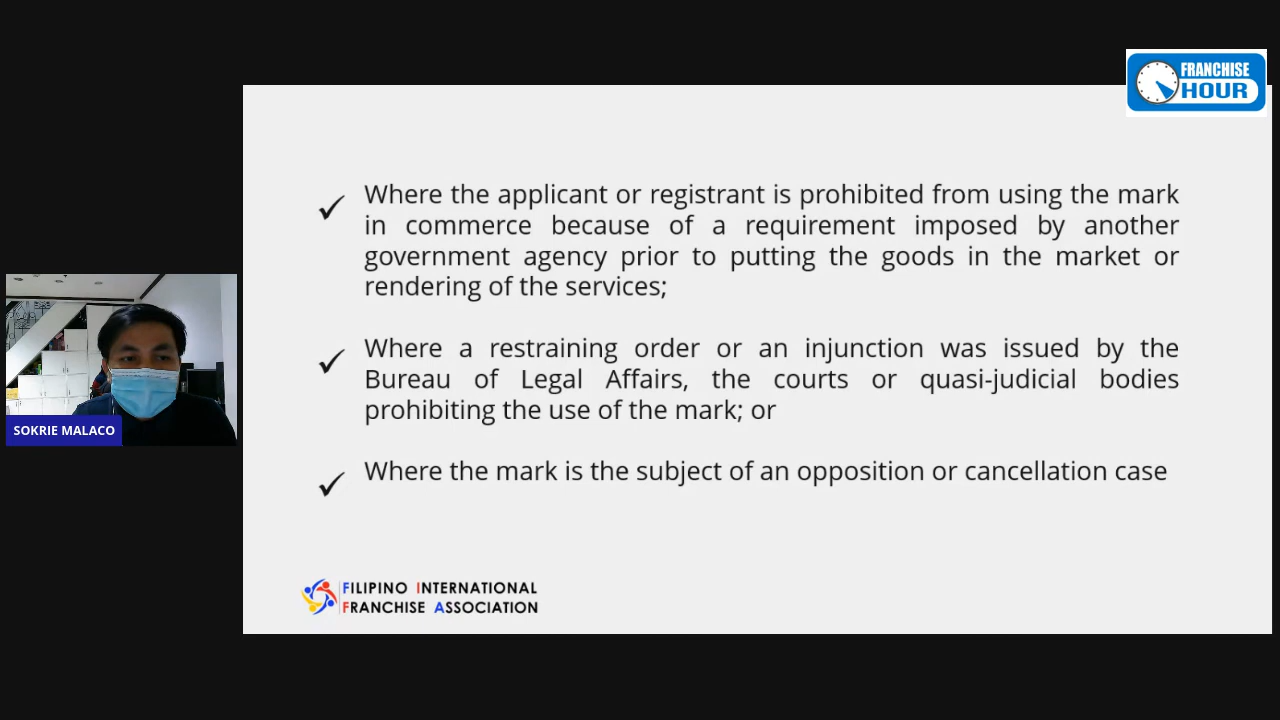 FRANCHISE
HOUR
Where the applicant or registrant is prohibited from using the mark
in commerce because of a requirement imposed by another
government agency prior to putting the goods in the market or
rendering of the services;
Where a restraining order or an injunction was issued by the
Bureau of Legal Affairs, the courts or quasi-judicial bodies
prohibiting the use of the mark; or
Where the mark is the subject of an opposition or cancellation case
SOKRIE MALACO
FILIPINO INTERNATIONAL
FRANCHISE ASSOCIATION